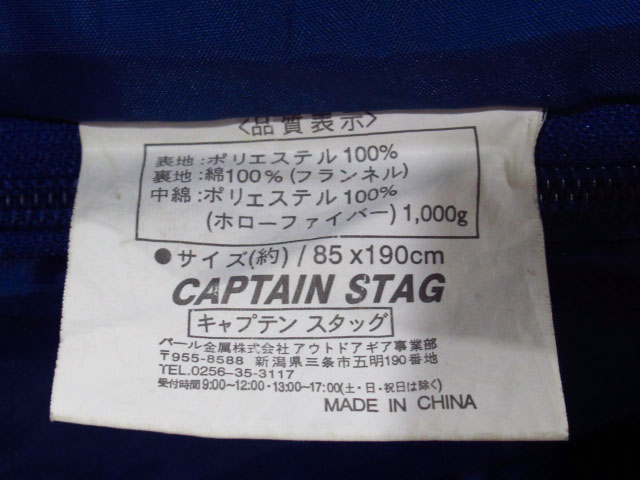 〈品質表示〉
表地:ポリエステル100%
裏地:綿100%(フランネル)
中綿:ポリエステル100%
(ホローファイバー)1,000g
●サイズ(約)/85x190cm
CAPTAIN STAG
キャプテン スタッグ
パール金属株式会社 アウトドアギア事業部
〒955-8588 新潟県三条市五明190番地
TEL.0256-35-3117
受付時間9:00~12:00・13:00~17:00(土・日・祝日は除く)
MADE IN CHINA